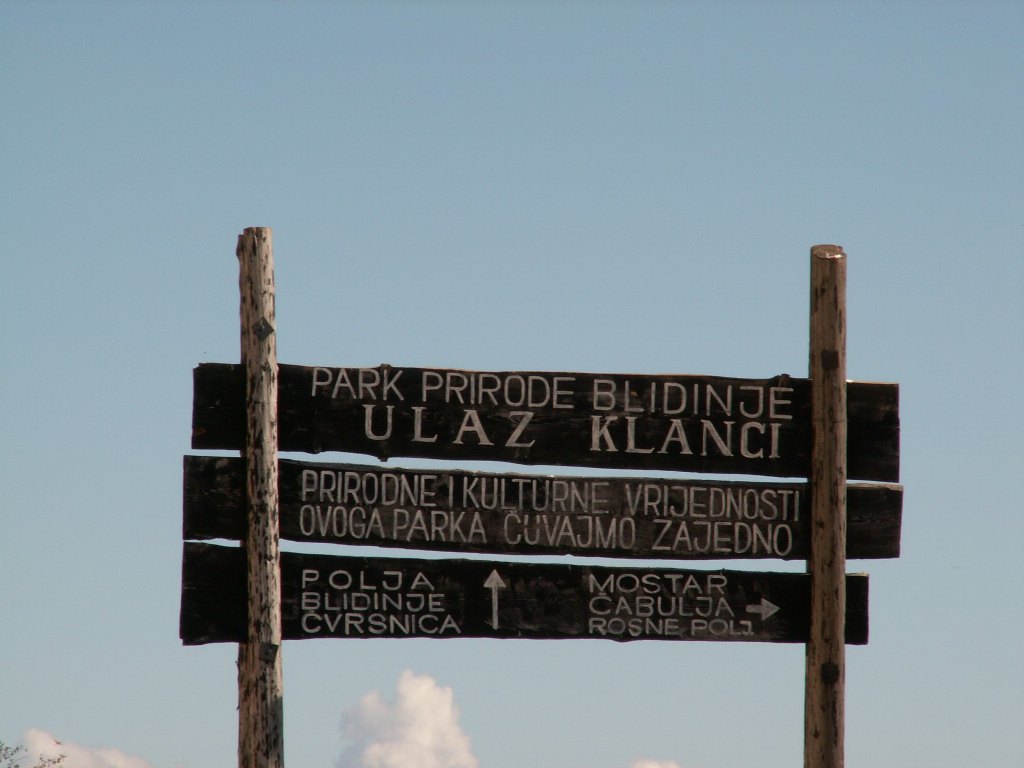 PARK PRIRODE BLIDINJE
ULAZ KLANCI
PRIRODNE I KULTURNE VRIJEDNOSTI
OVOGA PARKA ČUVAJMO ZAJEDNO
POLJA
BLIDINJE
ČVRSNICA
MOSTAR
ČABULJA
ROSNE POLJ